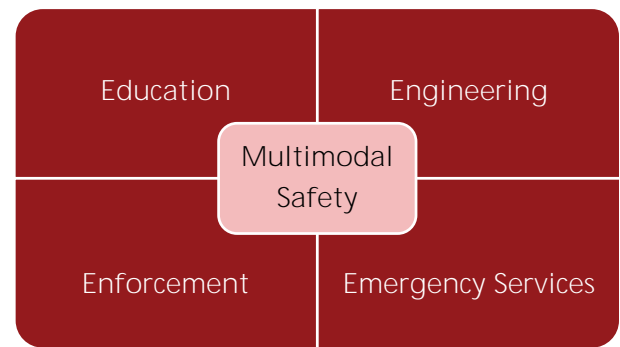 Education
Engineering
Multimodal
Safety
Enforcement
Emergency Services